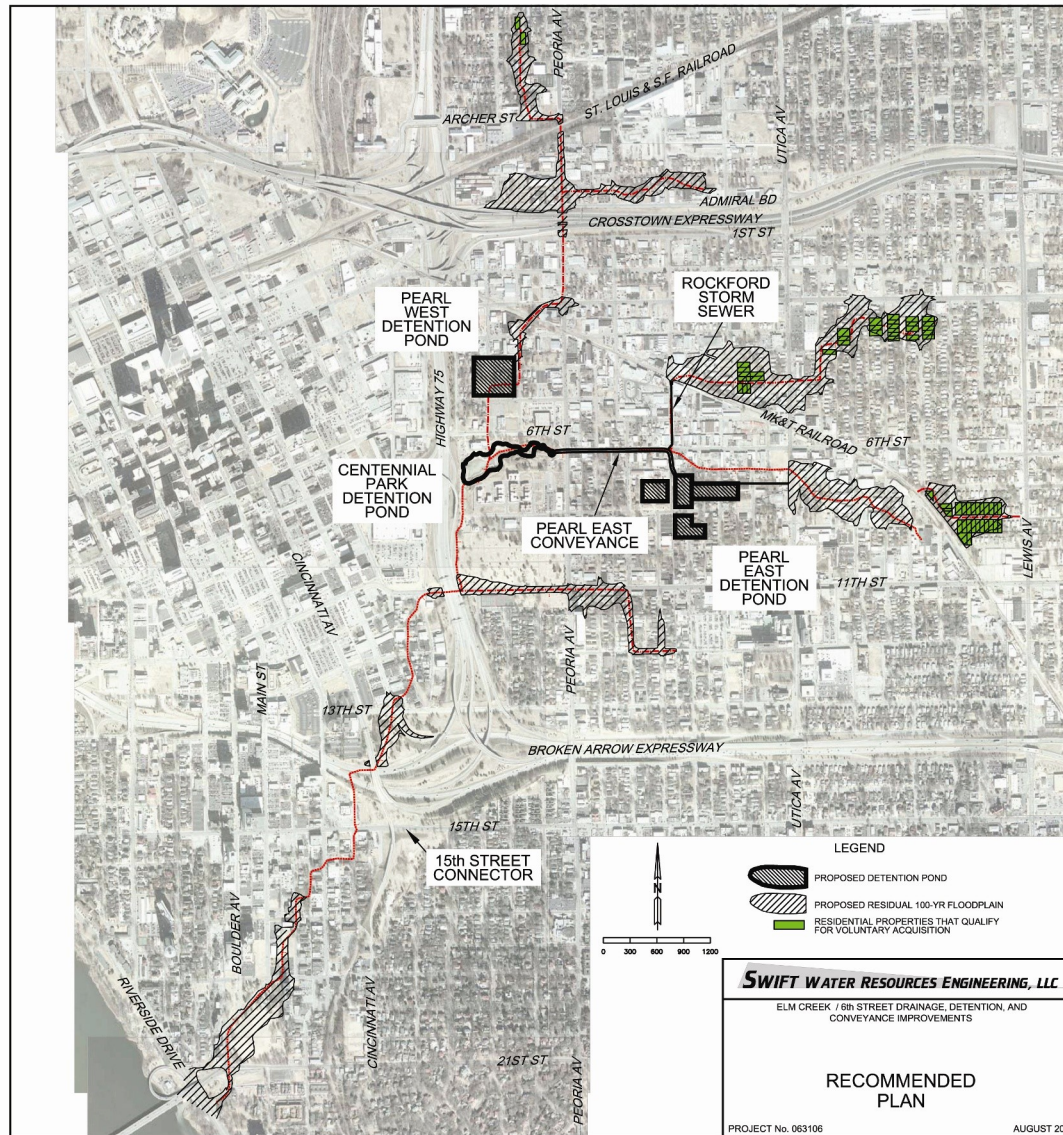 PEORIA AV
ST. LOUIS & S.F. RAILROAD
ARCHER ST
UTICA AV
ADMIRAL BD
CROSSTOWN EXPRESSWAY
1ST ST
PEARL
WEST
DETENTION
POND
ROCKFORD
STORM
SEWER
HIGHWAY 75
MK&T RAILROAD
6TH ST
6TH ST
CENTENNIAL
PARK
DETENTION
POND
PEARL EAST
CONVEYANCE
PEARL
EAST
DETENTION
POND
LEWIS AV
11TH ST
CINCINNATI AV
PEORIA AV
MAIN ST
13TH ST
BROKEN ARROW EXPRESSWAY
UTICA AV
15TH ST
15th STREET
CONNECTOR
BOULDER AV
RIVERSIDE DRIVE
CINCINNATI AV
21ST ST
PEORIA AV
N
0 300 600 900 1200
LEGEND
PROPOSED DETENTION POND
PROPOSED RESIDUAL 100-YR FLOODPLAIN
RESIDENTIAL PROPERTIES THAT QUALIFY
FOR VOLUNTARY ACQUISITION
SWIFT WATER RESOURCES ENGINEERING, LLC
ELM CREEK / 6th STREET DRAINAGE, DETENTION, AND
CONVEYANCE IMPROVEMENTS
RECOMMENDED
PLAN
PROJECT No. 063106
AUGUST 20